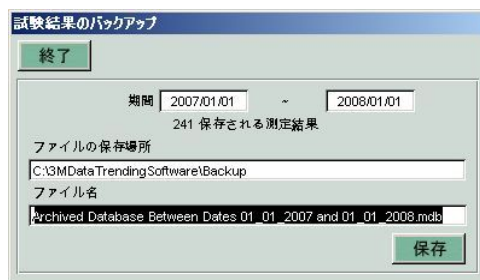 試験結果のバックアップ
終了
期間 2007/01/01 ~ 2008/01/01
241 保存される測定結果
ファイルの保存場所
C:\3MDataTrendingSoftware\Backup
ファイル名
Archived Database Between Dates 01_01_2007 and 01_01_2008.mdb
保存